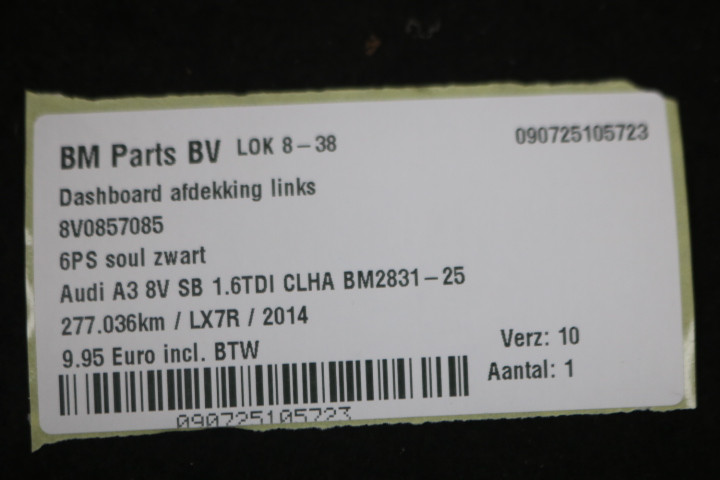 BM Parts BV LOK 8-38 090725105723
Dashboard afdekking links
8V0857085
6PS soul zwart
Audi A3 8V SB 1.6TDI CLHA BM2831-25
277.036km / LX7R / 2014
9.95 Euro incl. BTW
Verz: 10
Aantal: 1
090725105723